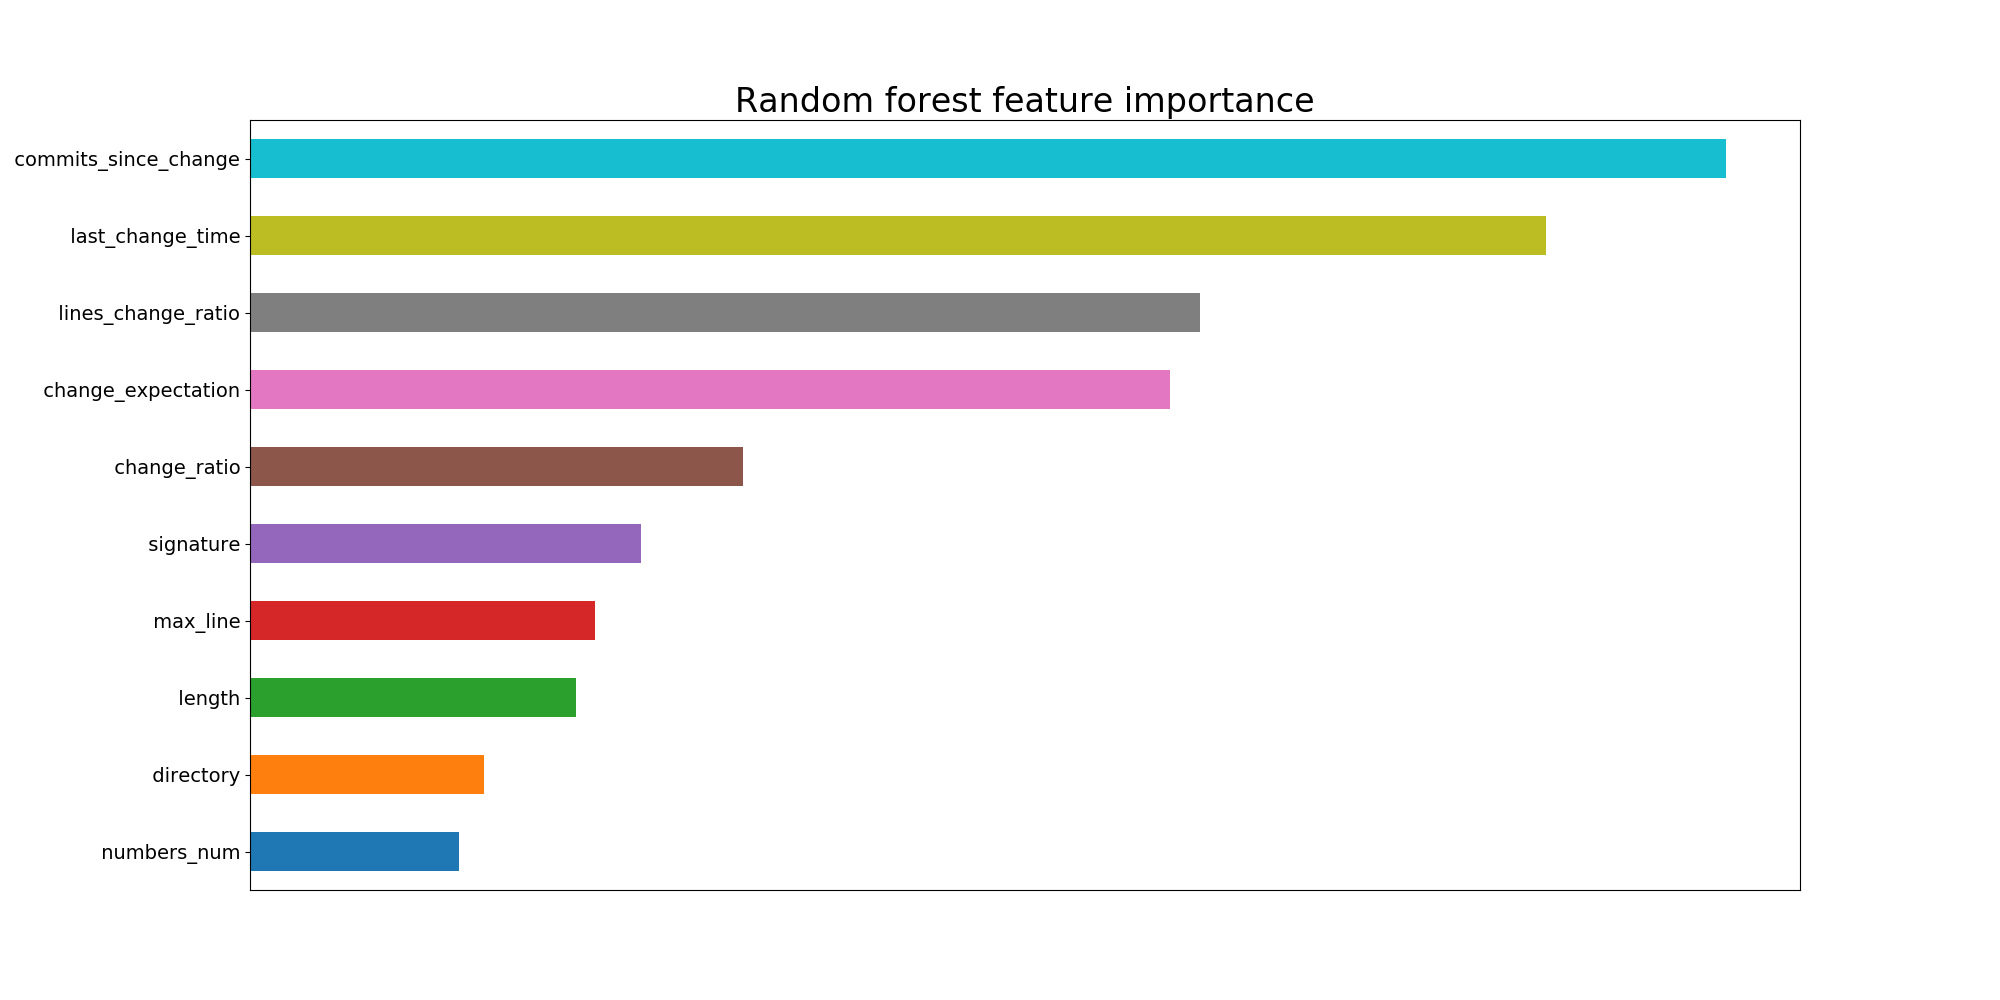 Random forest feature importance
commits_since_change
last_change_time
lines_change_ratio
change_expectation
change_ratio
signature
max_line
length
directory
numbers_num